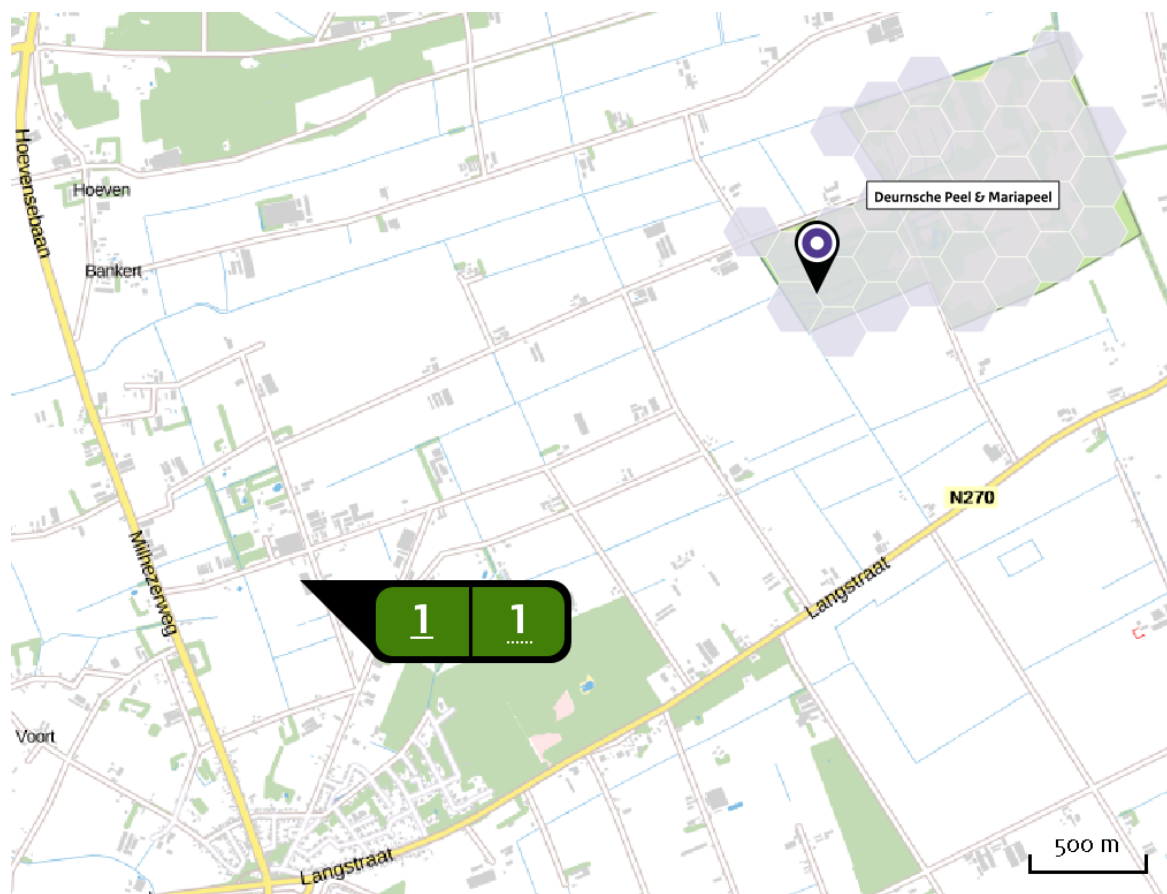 Hoevensebaan
Hoeven
Deurnsche Peel & Mariapeel
Bankert
N270
Milhezerweg
Langstraat
1 1
Voort
500 m
Langstraat